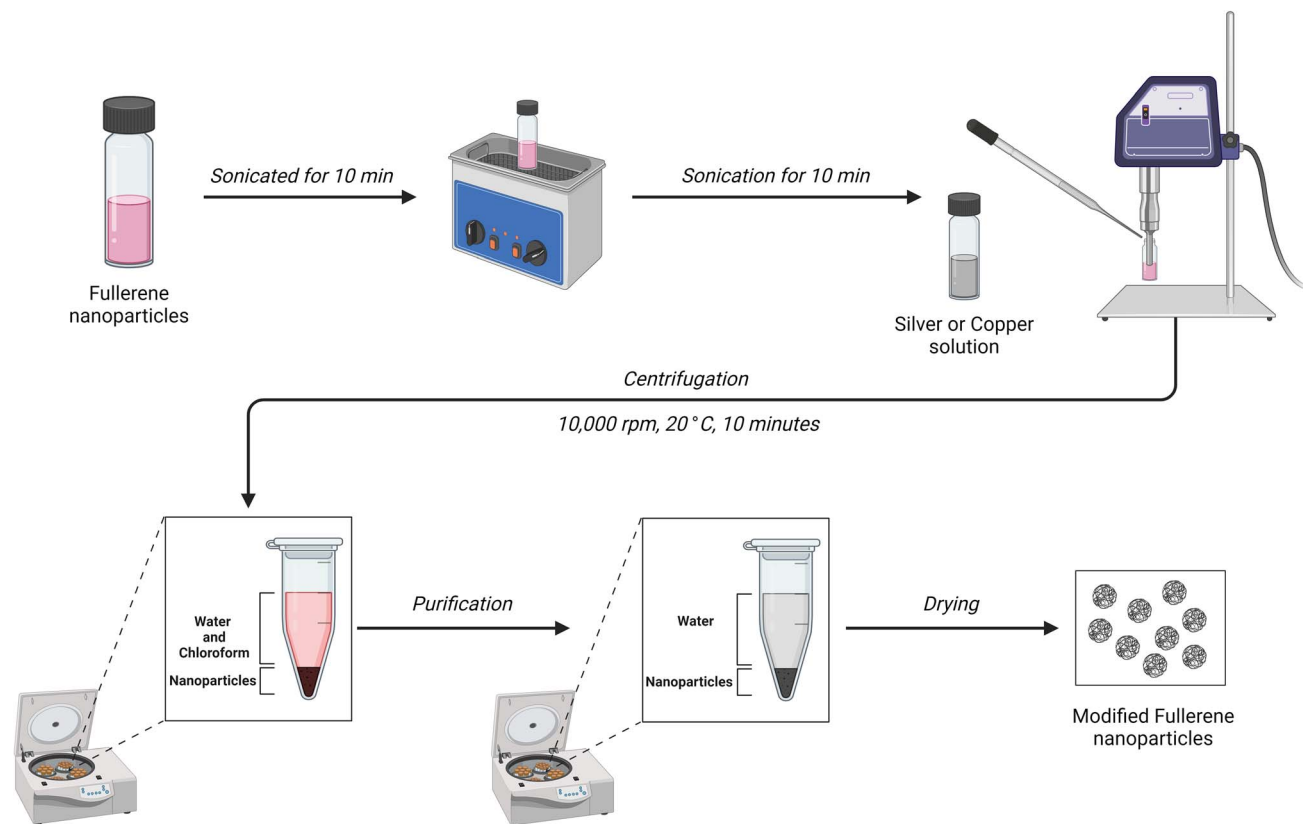 Sonicated for 10 min
Sonication for 10 min
Fullerene
nanoparticles
Silver or Copper
solution
Centrifugation
10,000 rpm, 20°C, 10 minutes
Water
and
Chloroform
Nanoparticles
Purification
Water
Nanoparticles
Drying
Modified Fullerene
nanoparticles